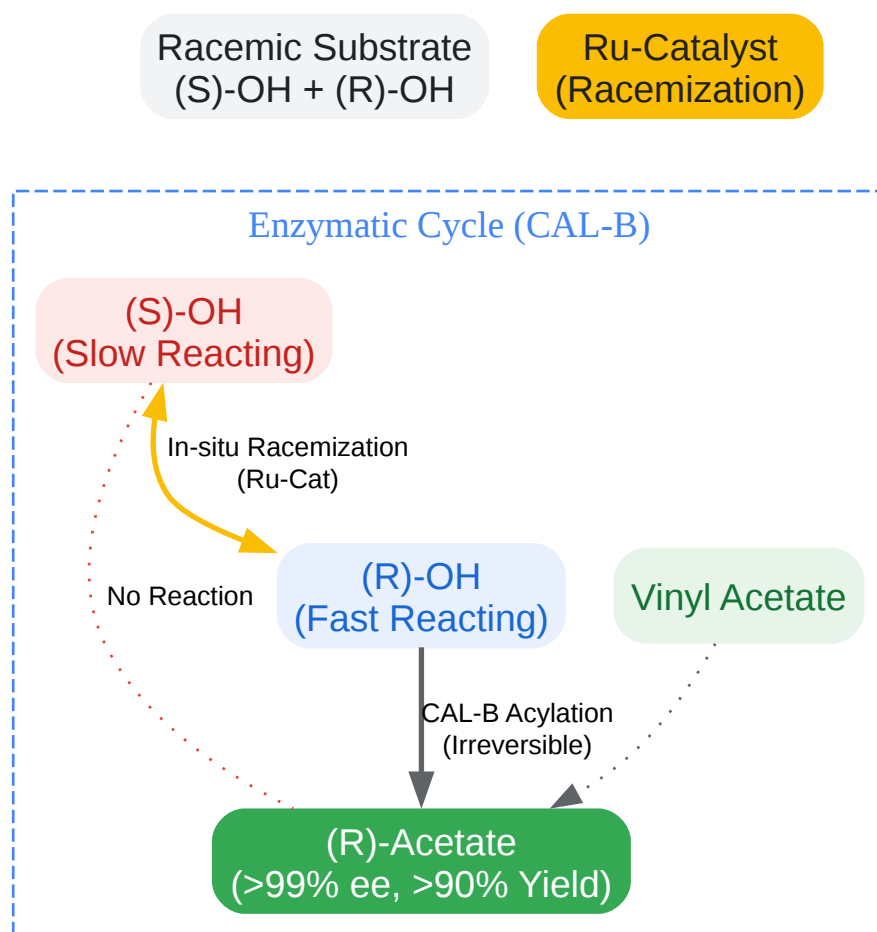 Racemic Substrate
(S)-OH + (R)-OH
Ru-Catalyst
(Racemization)
Enzymatic Cycle (CAL-B)
(S)-OH
(Slow Reacting)
In-situ Racemization
(Ru-Cat)
(R)-OH
(Fast Reacting)
Vinyl Acetate
No Reaction
CAL-B Acylation
(Irreversible)
(R)-Acetate
(>99% ee, >90% Yield)